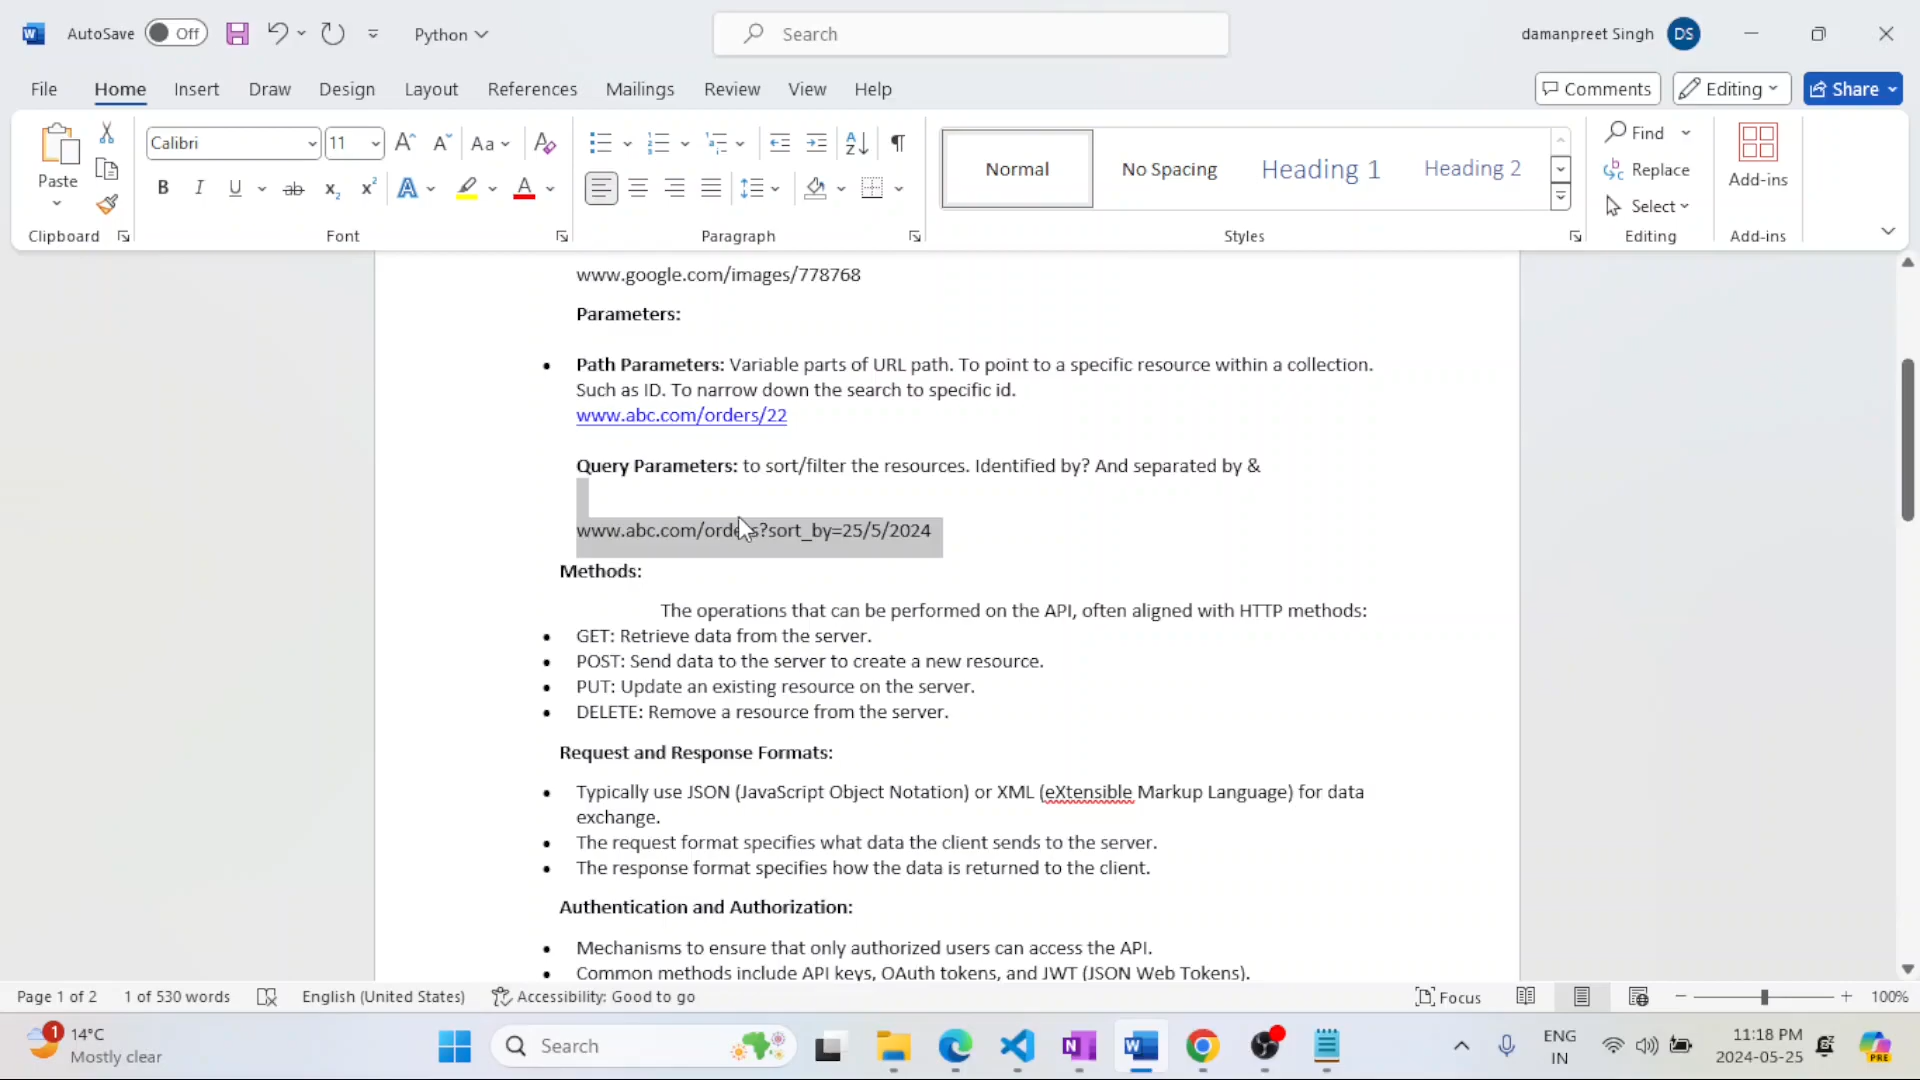 AutoSave Off Python Search damanpreet Singh DS
File Home Insert Draw Design Layout References Mailings Review View Help Comments Editing Share
Paste Calibri 11 Aa Normal No Spacing Heading 1 Heading 2 Find Replace Select Add-ins
Clipboard Font Paragraph Styles Editing Add-ins
www.google.com/images/778768
Parameters:
• Path Parameters: Variable parts of URL path. To point to a specific resource within a collection.
Such as ID. To narrow down the search to specific id.
www.abc.com/orders/22
Query Parameters: to sort/filter the resources. Identified by? And separated by &
www.abc.com/orders?sort_by=25/5/2024
Methods:
The operations that can be performed on the API, often aligned with HTTP methods:
• GET: Retrieve data from the server.
• POST: Send data to the server to create a new resource.
• PUT: Update an existing resource on the server.
• DELETE: Remove a resource from the server.
Request and Response Formats:
• Typically use JSON (JavaScript Object Notation) or XML (eXtensible Markup Language) for data
exchange.
• The request format specifies what data the client sends to the server.
• The response format specifies how the data is returned to the client.
Authentication and Authorization:
• Mechanisms to ensure that only authorized users can access the API.
• Common methods include API keys, OAuth tokens, and JWT (JSON Web Tokens).
Page 1 of 2 1 of 530 words English (United States) Accessibility: Good to go Focus 100%
1 14°C
Mostly clear
Search
ENG
IN
11:18 PM
2024-05-25
PRE